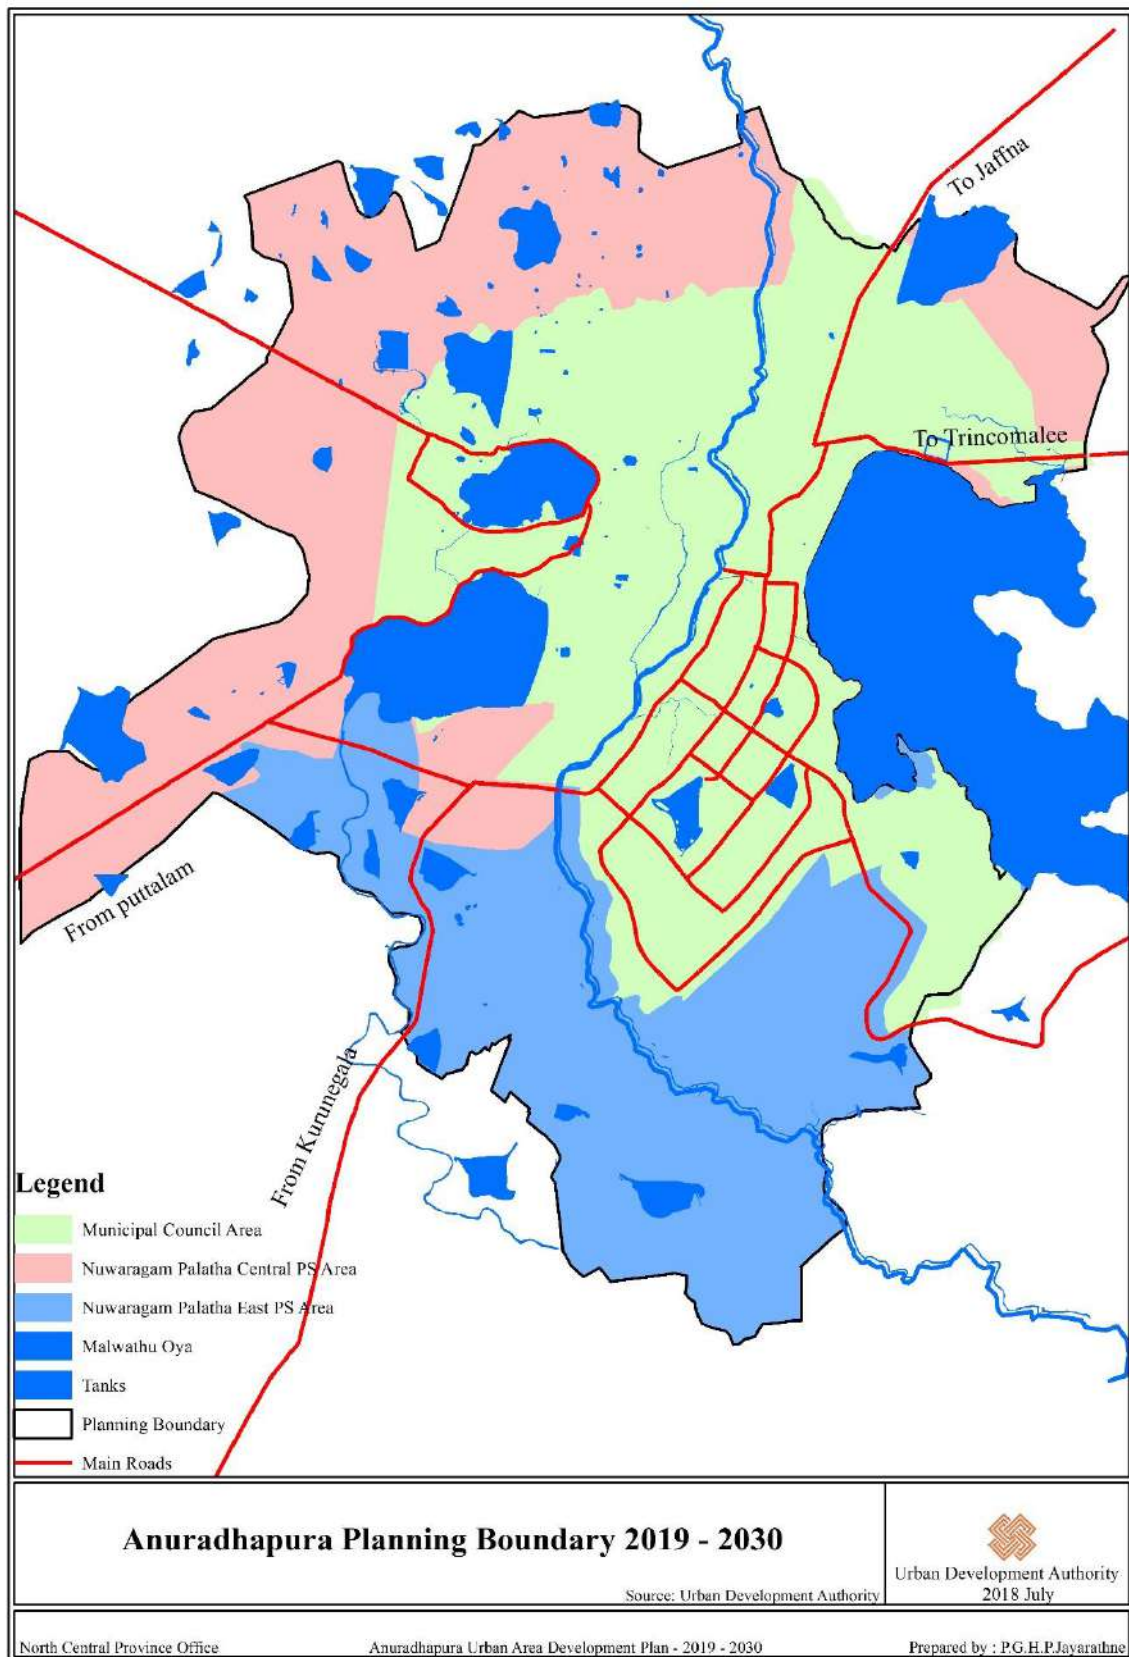 To Jaffna
To Trincomalee
From puttalam
From Kurunegala
Legend
Municipal Council Area
Nuwaragam Palatha Central PS Area
Nuwaragam Palatha East PS Area
Malwathu Oya
Tanks
Planning Boundary
Main Roads
Anuradhapura Planning Boundary 2019 - 2030
Source: Urban Development Authority
Urban Development Authority
2018 July
North Central Province Office
Anuradhapura Urban Area Development Plan - 2019 - 2030
Prepared by : P.G.H.P.Jayarathne